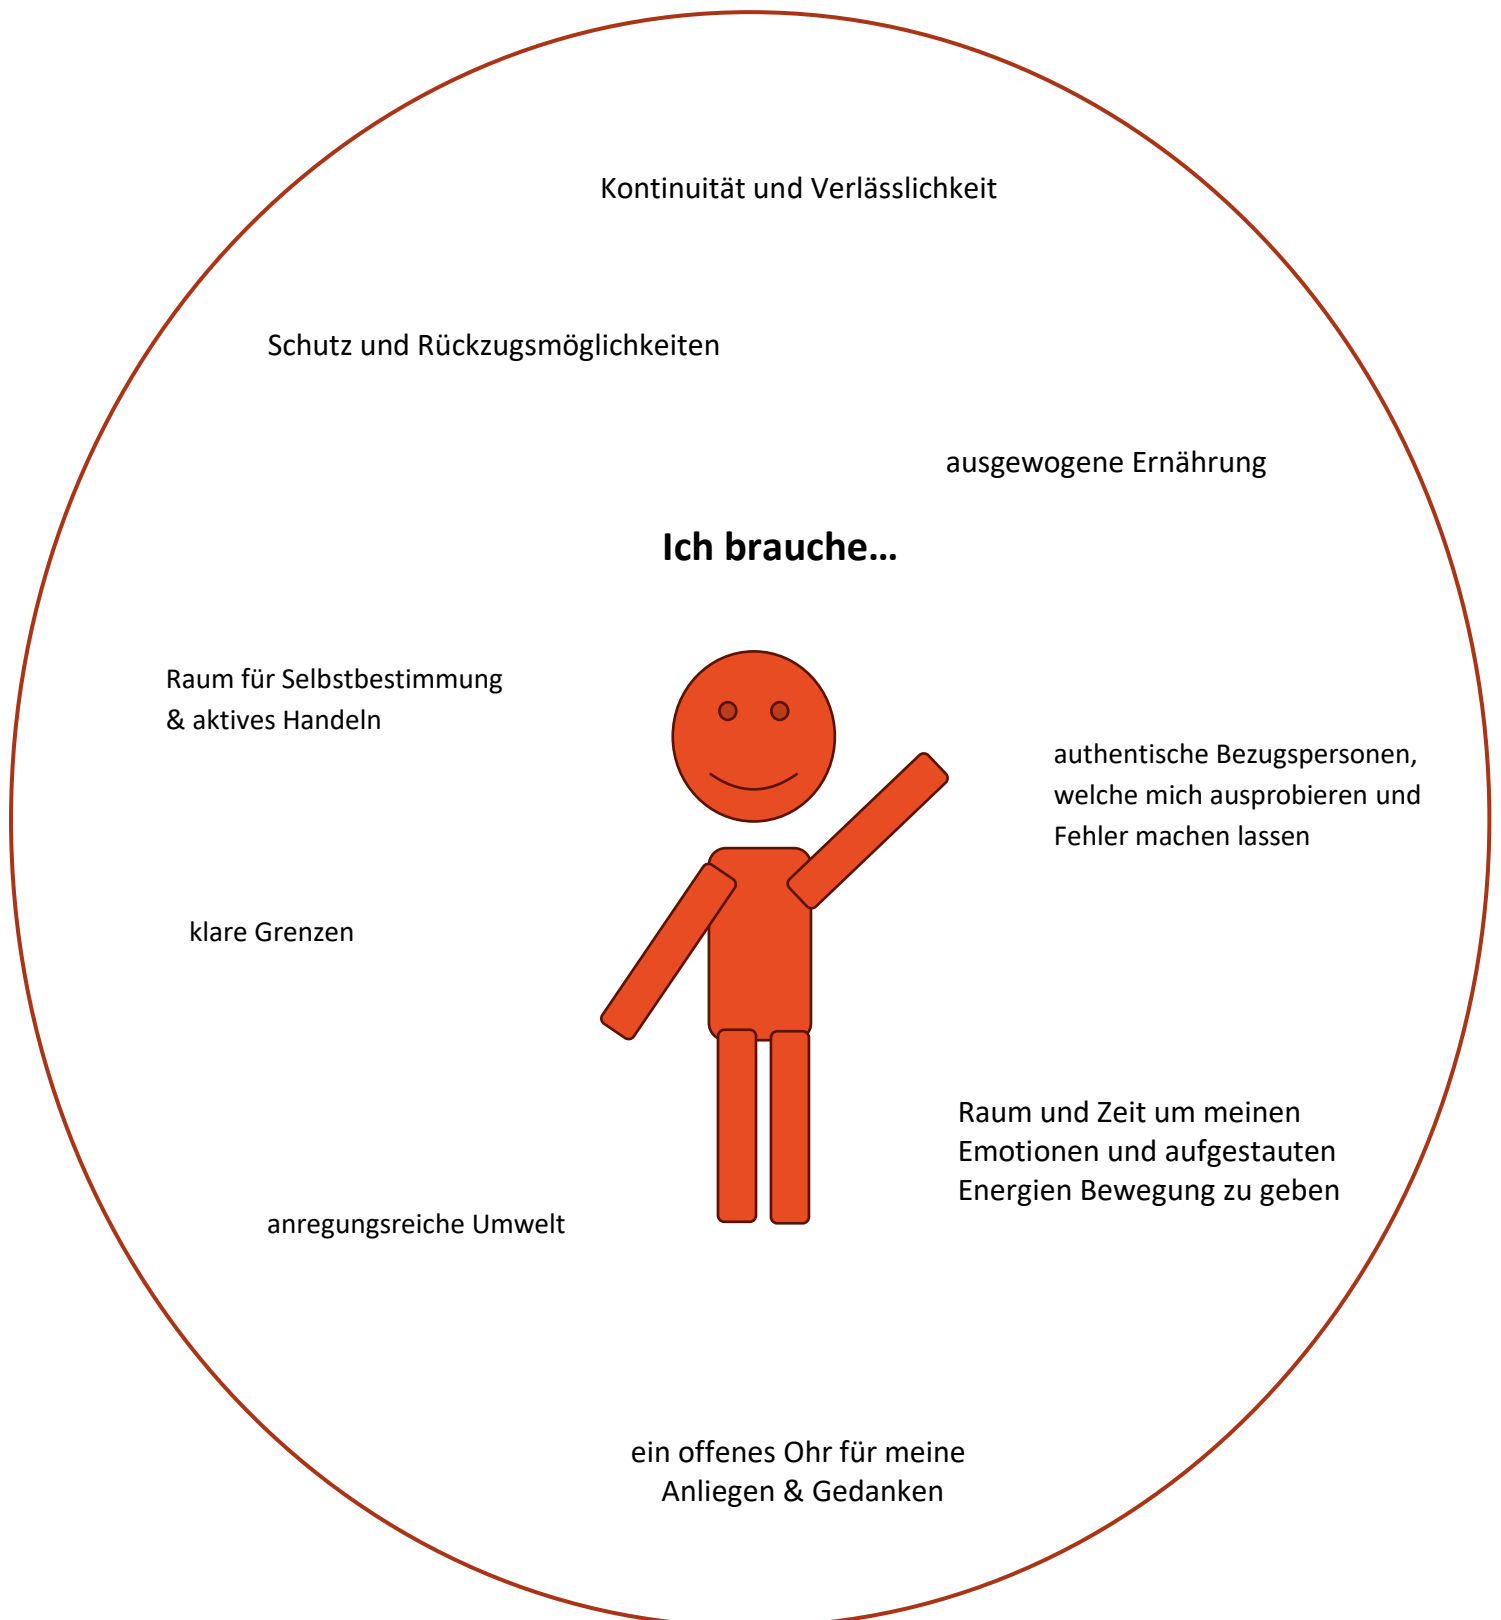 Kontinuität und Verlässlichkeit
Schutz und Rückzugsmöglichkeiten
ausgewogene Ernährung
Ich brauche…
Raum für Selbstbestimmung
& aktives Handeln
authentische Bezugspersonen,
welche mich ausprobieren und
Fehler machen lassen
klare Grenzen
Raum und Zeit um meinen
Emotionen und aufgestauten
Energien Bewegung zu geben
anregungsreiche Umwelt
ein offenes Ohr für meine
Anliegen & Gedanken